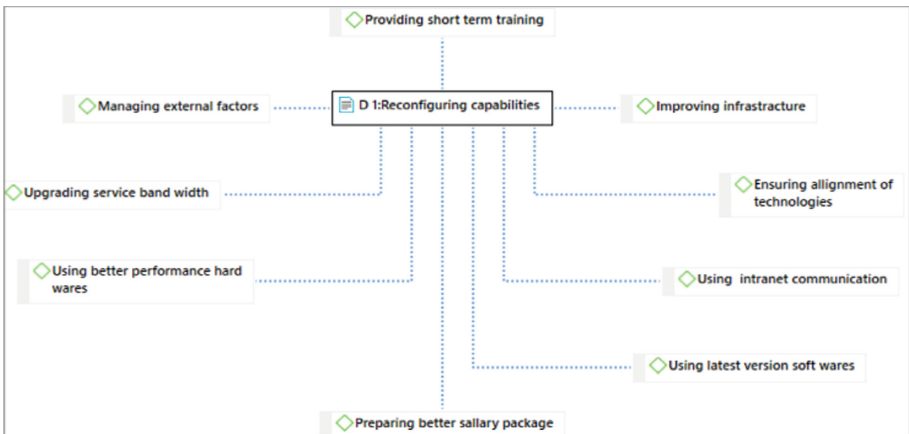 Providing short term training
Managing external factors
D 1:Reconfiguring capabilities
Improving infrastracture
Upgrading service band width
Ensuring allignment of
technologies
Using better performance hard
wares
Using intranet communication
Using latest version soft wares
Preparing better sallary package